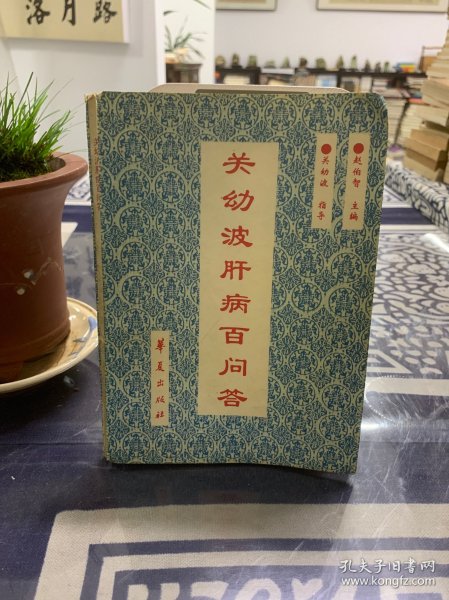 路月落
关幼波肝病百问答
●赵伯智 主编
●关幼波 指导
華夏出版社
孔夫子旧书网
www.kongfz.com